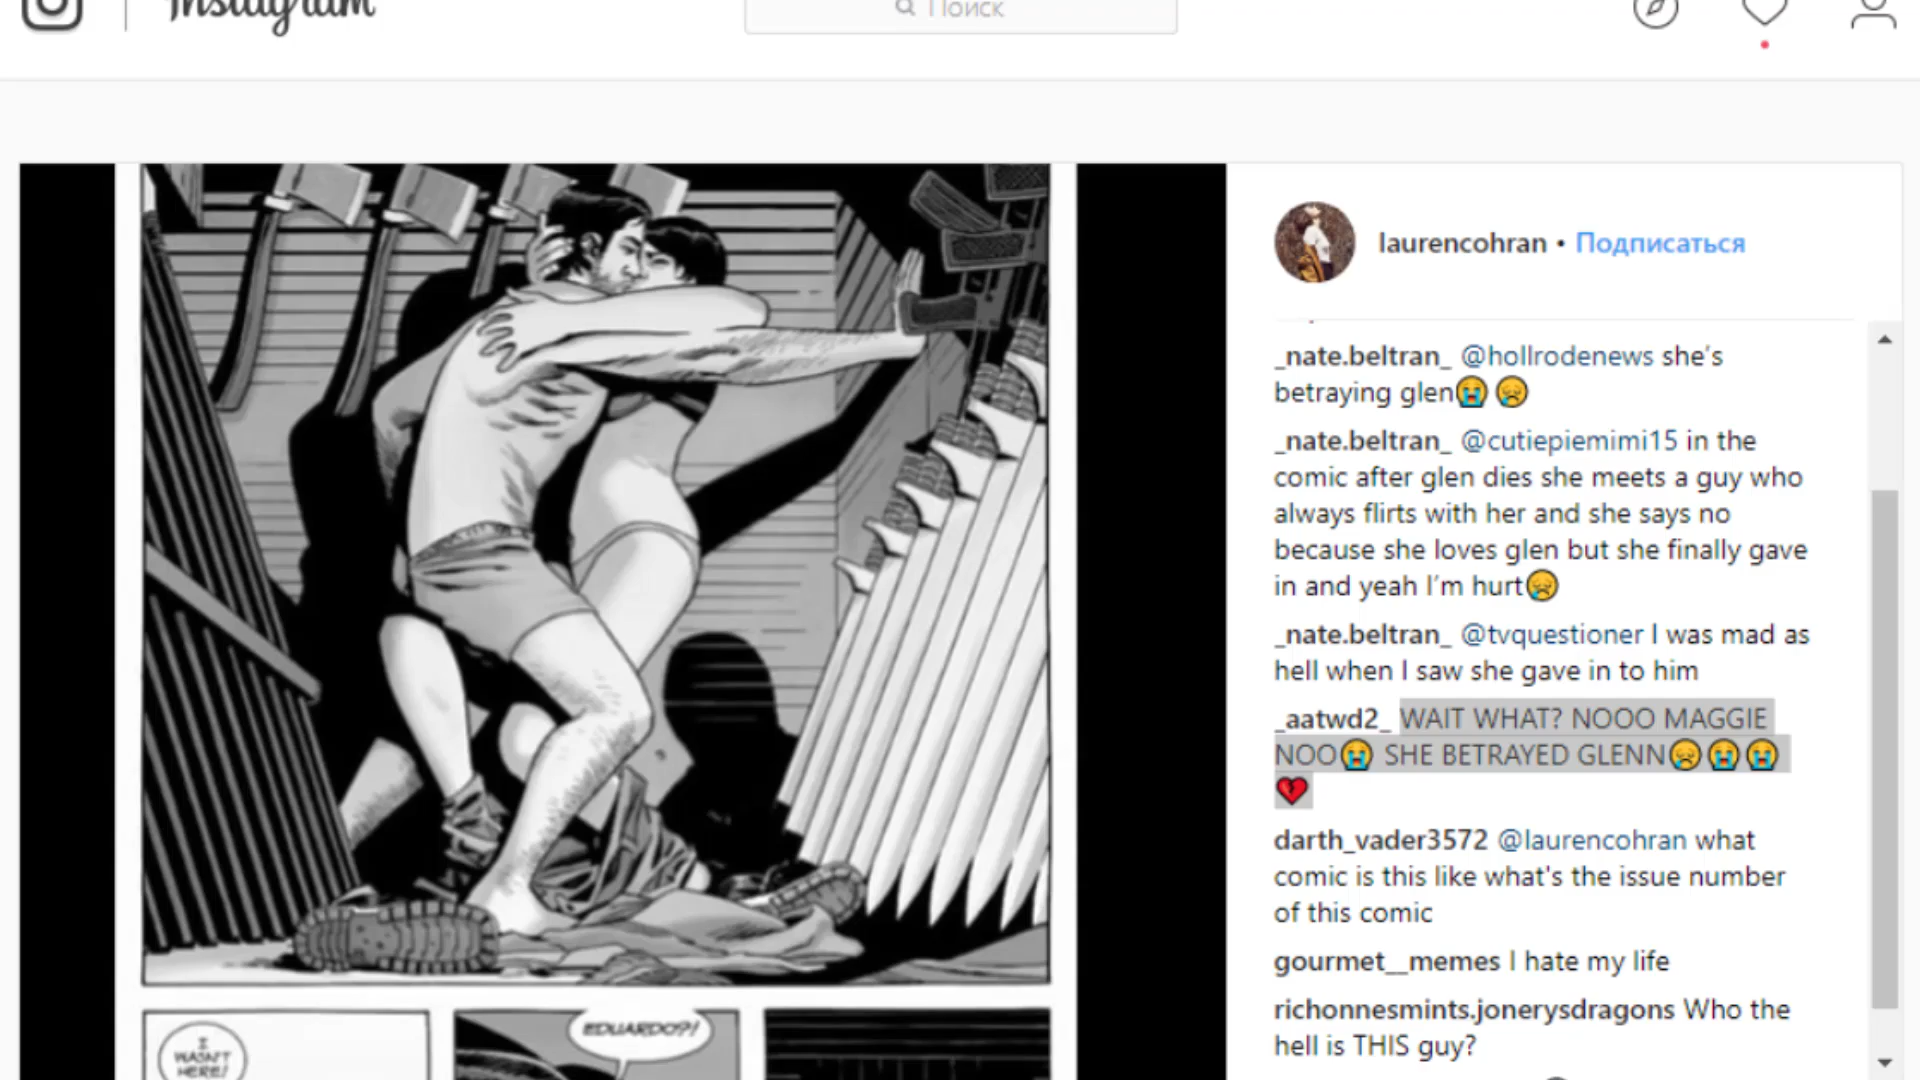 Instagram
Поиск
laurencohran • Подписаться
_nate.beltran_ @hollrodenews she's
betraying glen😭😢
_nate.beltran_ @cutiepiemimi15 in the
comic after glen dies she meets a guy who
always flirts with her and she says no
because she loves glen but she finally gave
in and yeah I'm hurt😢
_nate.beltran_ @tvquestioner I was mad as
hell when I saw she gave in to him
_aatwd2_ WAIT WHAT? NOOO MAGGIE
NOO😭 SHE BETRAYED GLENN😢😭😭
💔
darth_vader3572 @laurencohran what
comic is this like what's the issue number
of this comic
gourmet__memes I hate my life
richonnesmints.jonerysdragons Who the
hell is THIS guy?
I
WASN'T
HERE!
EDUARDO?!